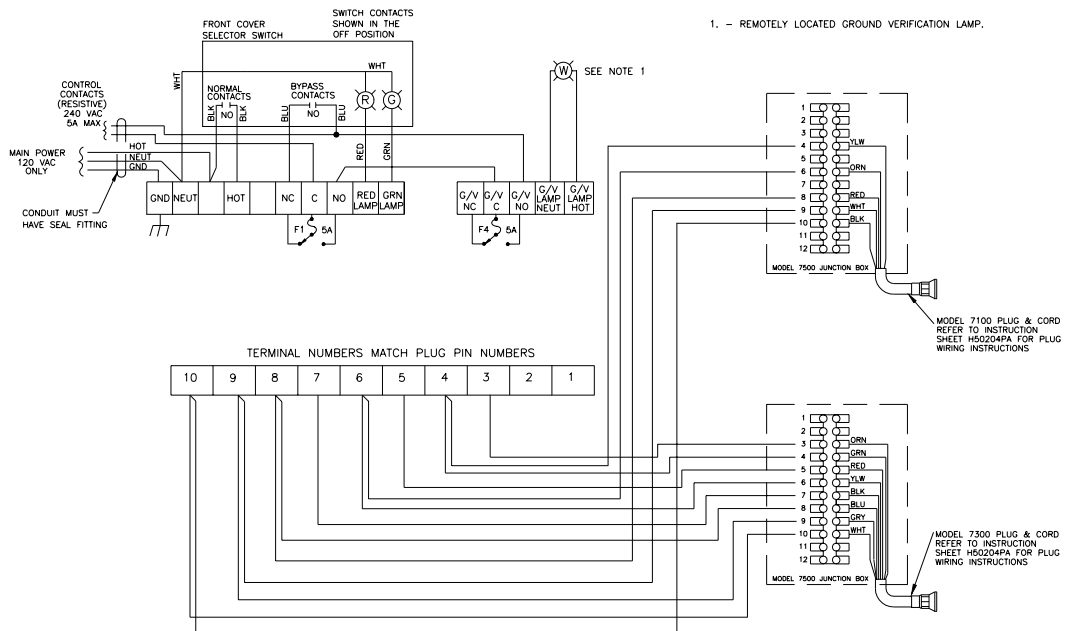 1. – REMOTELY LOCATED GROUND VERIFICATION LAMP.
FRONT COVER
SELECTOR SWITCH
SWITCH CONTACTS
SHOWN IN THE
OFF POSITION
WHT
WHT
NORMAL
CONTACTS
NO
BLK
BLK
BYPASS
CONTACTS
NO
BLU
BLU
R
G
RED
GRN
W
SEE NOTE 1
CONTROL
CONTACTS
(RESISTIVE)
240 VAC
5A MAX
MAIN POWER
120 VAC
ONLY
HOT
NEUT
GND
CONDUIT MUST
HAVE SEAL FITTING
GND
NEUT
HOT
NC
C
NO
RED
LAMP
GRN
LAMP
F1
5A
G/V
NC
G/V
C
G/V
NO
G/V
LAMP
NEUT
G/V
LAMP
HOT
F4
5A
1
2
3
4 YLW
5
6 ORN
7
8 RED
9 WHT
10 BLK
11
12
MODEL 7500 JUNCTION BOX
MODEL 7100 PLUG & CORD
REFER TO INSTRUCTION
SHEET H50204PA FOR PLUG
WIRING INSTRUCTIONS
TERMINAL NUMBERS MATCH PLUG PIN NUMBERS
10 9 8 7 6 5 4 3 2 1
1
2
3 ORN
4 GRN
5 RED
6 YLW
7 BLK
8 BLU
9 GRY
10 WHT
11
12
MODEL 7500 JUNCTION BOX
MODEL 7300 PLUG & CORD
REFER TO INSTRUCTION
SHEET H50204PA FOR PLUG
WIRING INSTRUCTIONS